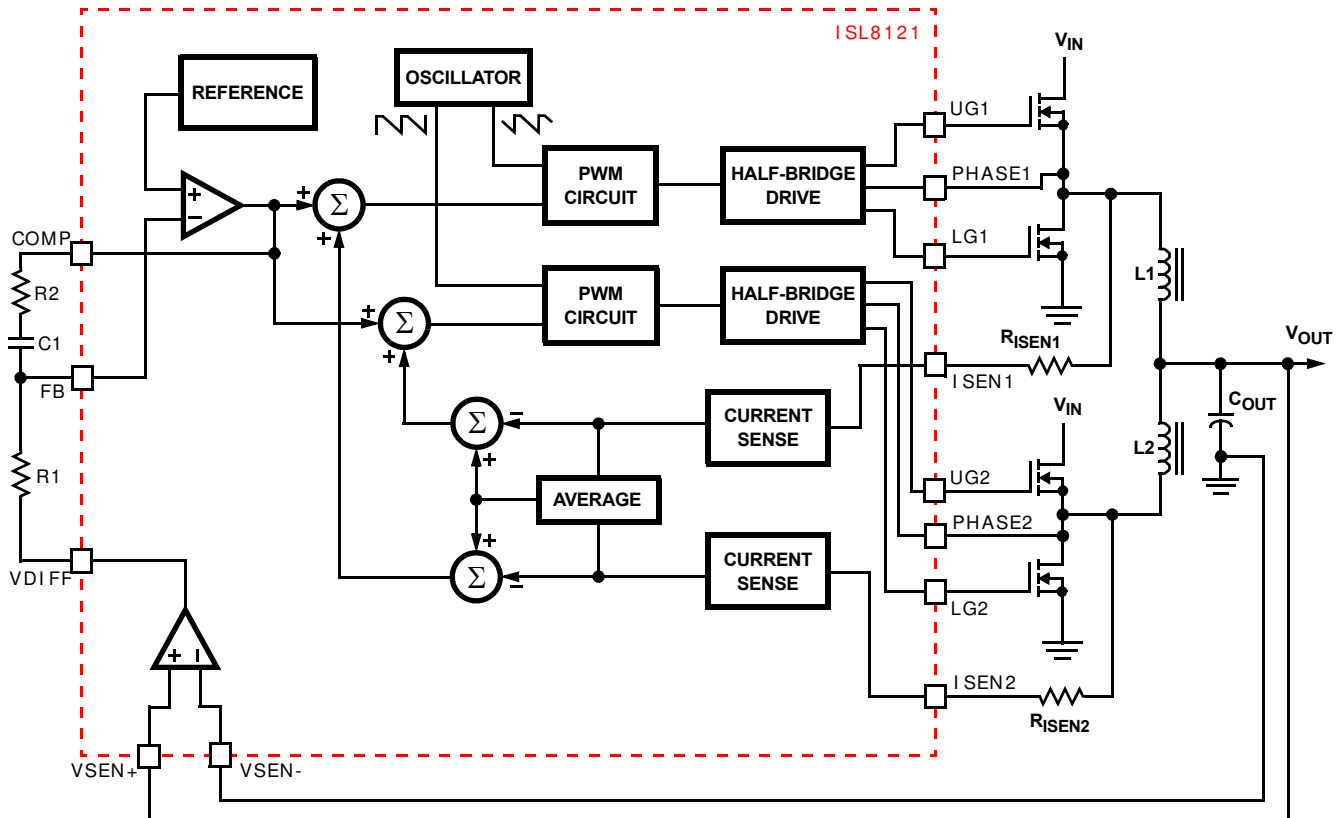 ISL8121
VIN
REFERENCE
OSCILLATOR
UG1
PWM
CIRCUIT
HALF-BRIDGE
DRIVE
PHASE1
+
−
+
Σ
+
COMP
LG1
R2
L1
PWM
CIRCUIT
HALF-BRIDGE
DRIVE
+
Σ
+
C1
VOUT
RISEN1
FB
ISEN1
VIN
COUT
Σ
−
+
CURRENT
SENSE
L2
R1
UG2
AVERAGE
PHASE2
+
Σ
−
CURRENT
SENSE
VDIFF
LG2
+
−
ISEN2
RISEN2
VSEN+
VSEN-